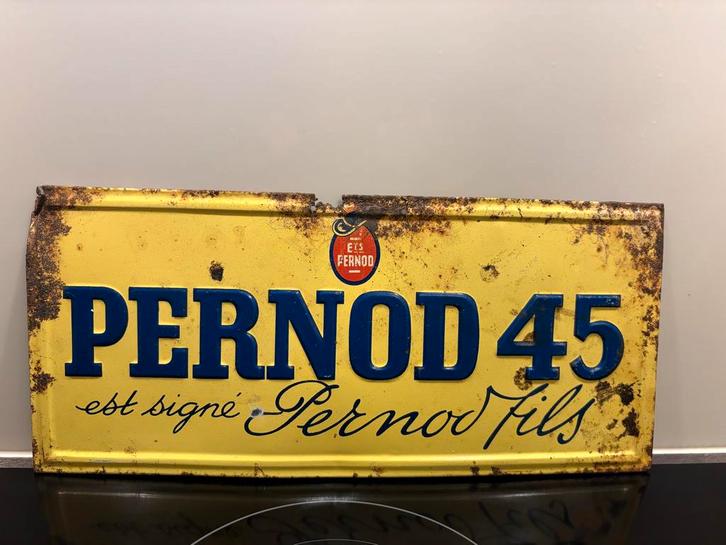 Ets
PERNOD
PERNOD 45
est signé Pernod fils